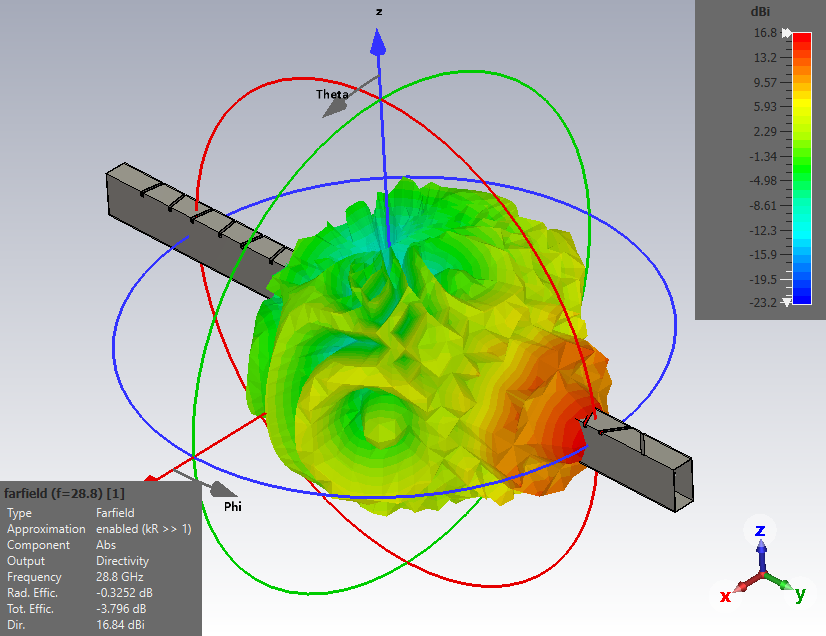 z
dBi
16.8
13.2
9.57
5.93
2.29
-1.34
-4.98
-8.61
-12.3
-15.9
-19.5
-23.2
Theta
Phi
farfield (f=28.8) [1]
Type Farfield
Approximation enabled (kR >> 1)
Component Abs
Output Directivity
Frequency 28.8 GHz
Rad. Effic. -0.3252 dB
Tot. Effic. -3.796 dB
Dir. 16.84 dBi
z
x
y